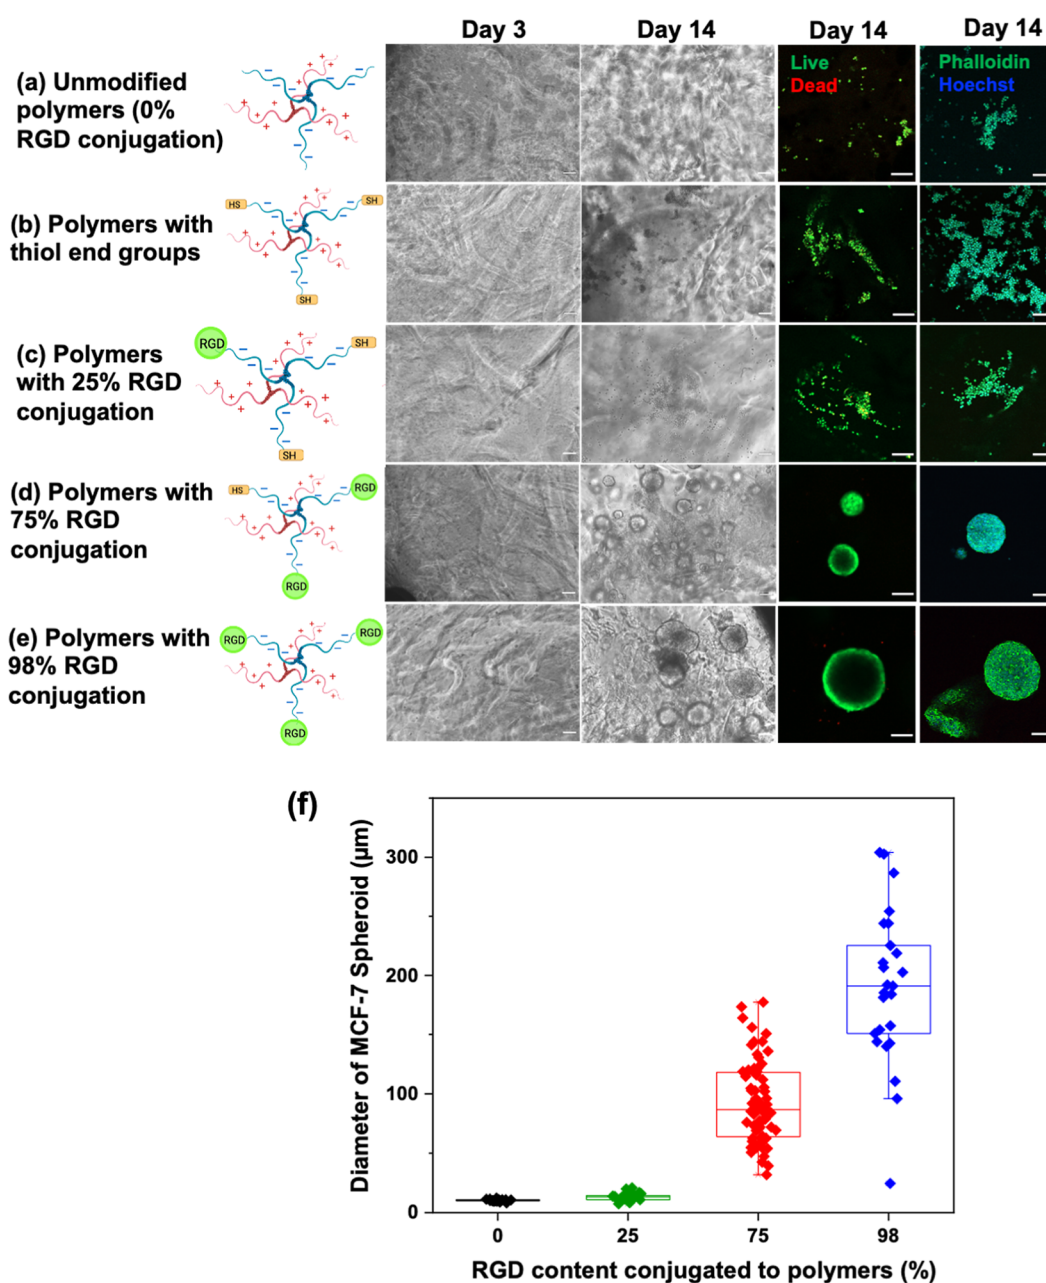 Day 3 Day 14 Day 14 Day 14
(a) Unmodified
polymers (0%
RGD conjugation)
Live
Dead
Phalloidin
Hoechst
(b) Polymers with
thiol end groups
HS SH
SH
(c) Polymers
with 25% RGD
conjugation
RGD SH
SH
(d) Polymers with
75% RGD
conjugation
HS RGD
RGD
(e) Polymers with
98% RGD
conjugation
RGD RGD
RGD
(f)
Diameter of MCF-7 Spheroid (µm)
300
200
100
0
0 25 75 98
RGD content conjugated to polymers (%)